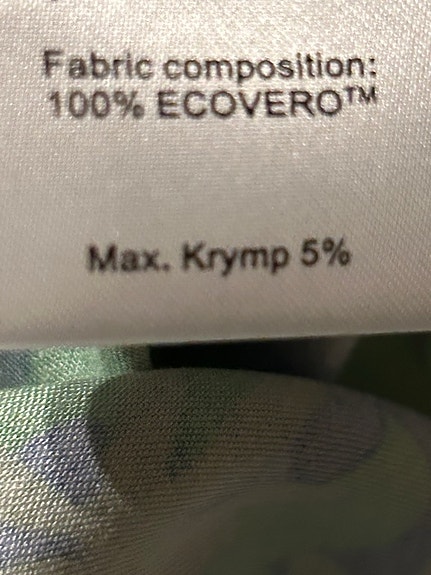 Fabric composition:
100% ECOVERO™
Max. Krymp 5%